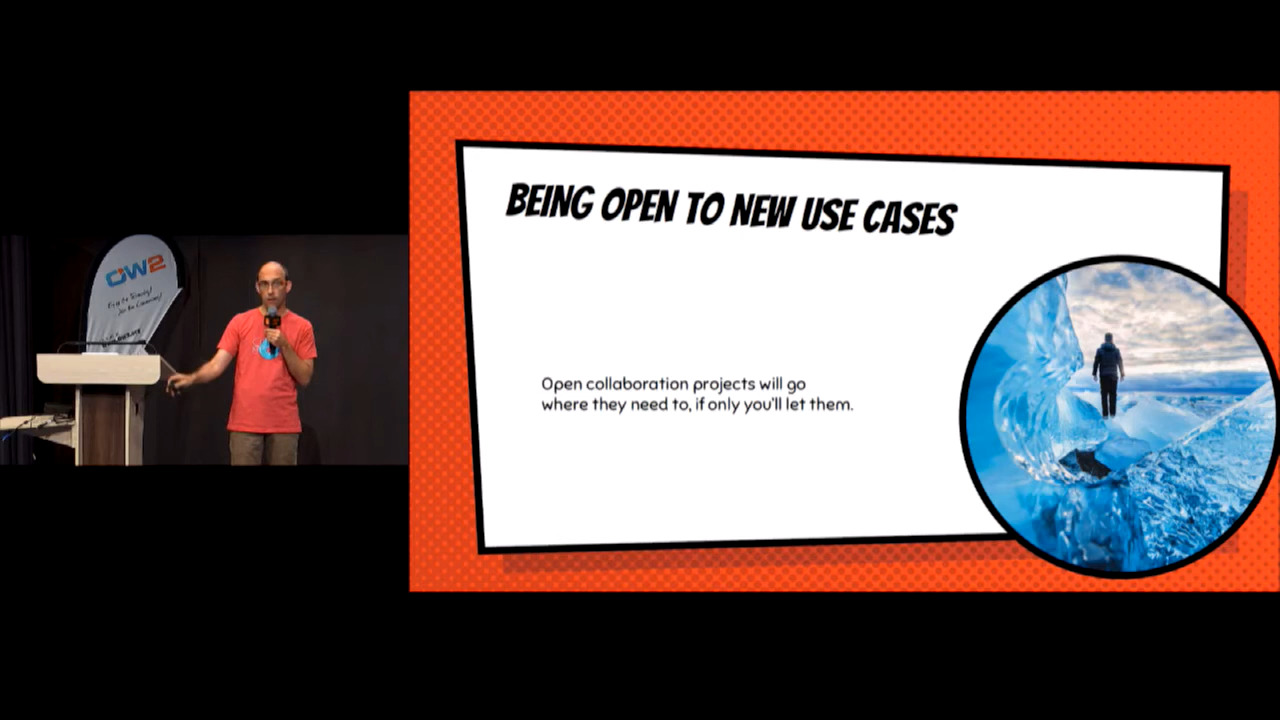 OW2
BEING OPEN TO NEW USE CASES
Open collaboration projects will go
where they need to, if only you'll let them.